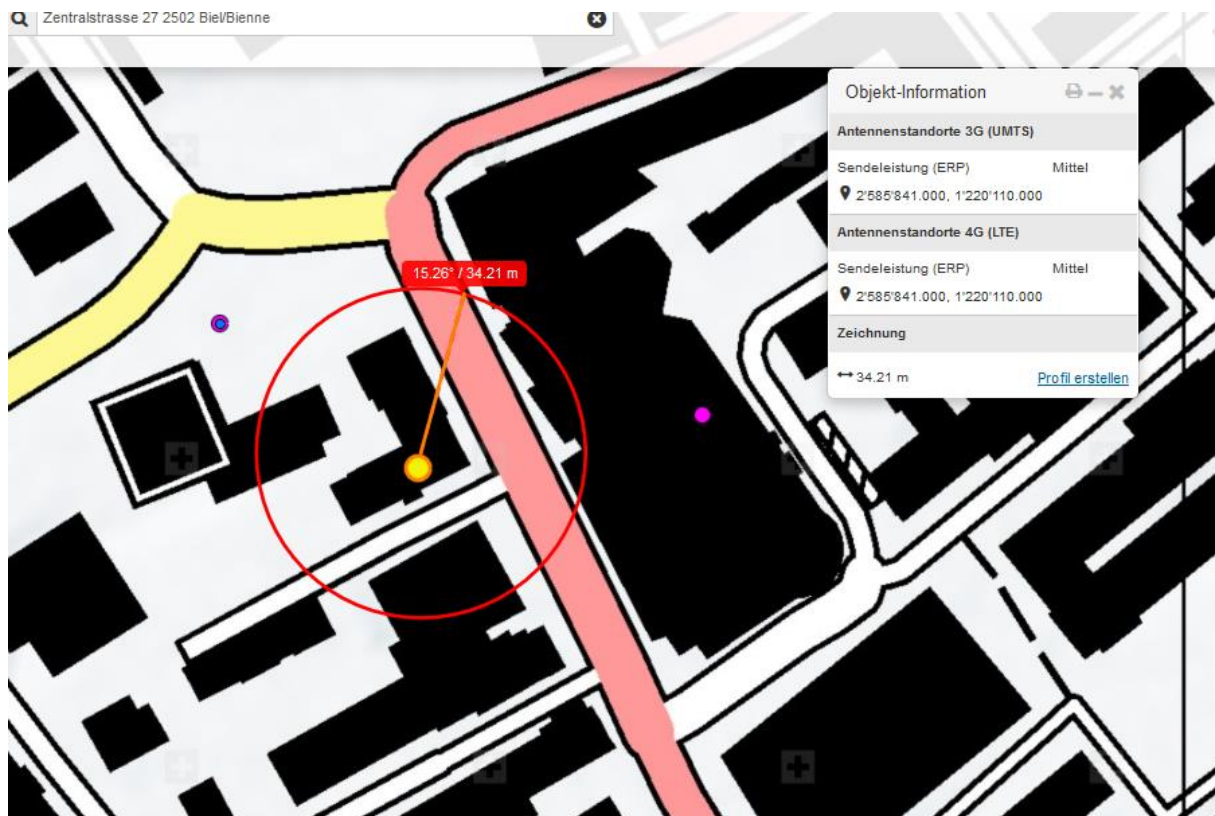 Zentralstrasse 27 2502 Biel/Bienne
Objekt-Information
Antennenstandorte 3G (UMTS)
Sendeleistung (ERP) Mittel
2'585'841.000, 1'220'110.000
Antennenstandorte 4G (LTE)
Sendeleistung (ERP) Mittel
2'585'841.000, 1'220'110.000
Zeichnung
34.21 m Profil erstellen
15.26° / 34.21 m